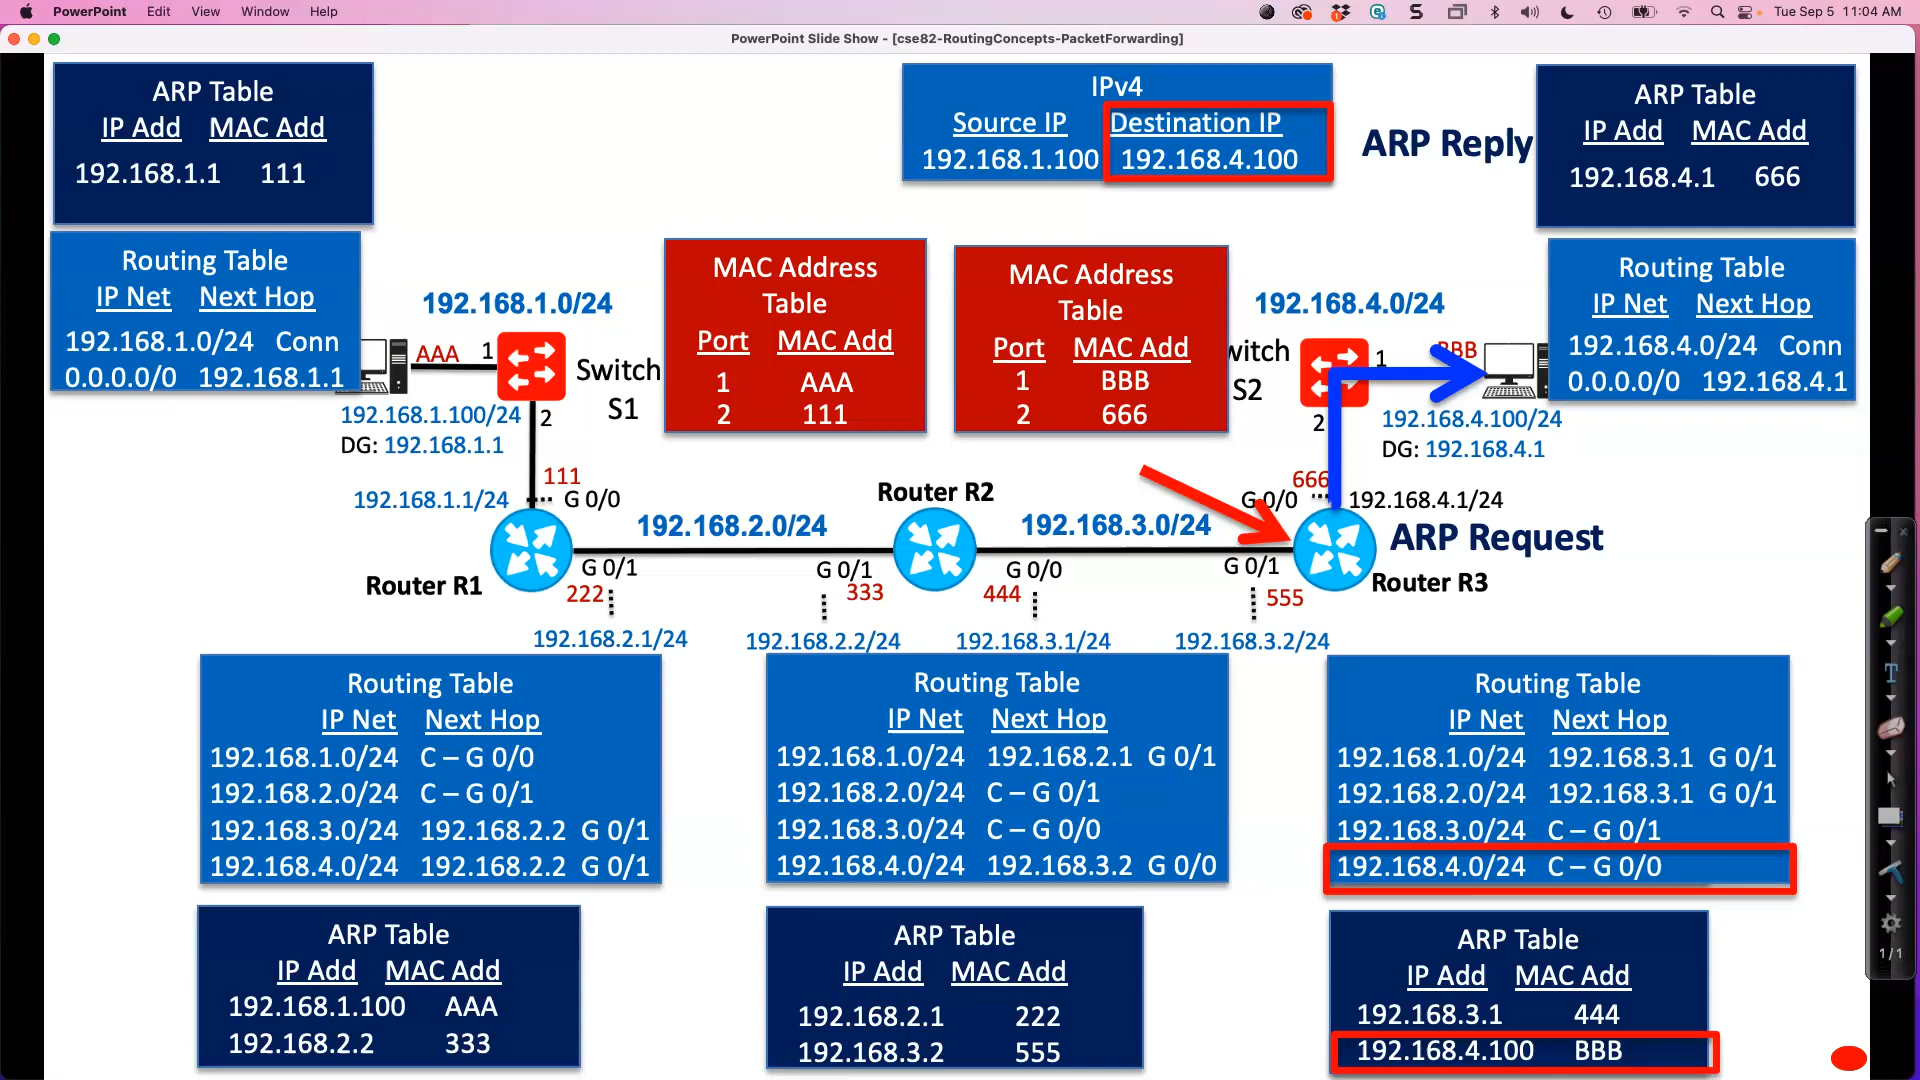 PowerPoint Edit View Window Help
Tue Sep 5 11:04 AM
PowerPoint Slide Show - [cse82-RoutingConcepts-PacketForwarding]
ARP Table
IP Add MAC Add
192.168.1.1 111
IPv4
Source IP Destination IP
192.168.1.100 192.168.4.100
ARP Reply
ARP Table
IP Add MAC Add
192.168.4.1 666
Routing Table
IP Net Next Hop
192.168.1.0/24 Conn
0.0.0.0/0 192.168.1.1
192.168.1.0/24
MAC Address
Table
Port MAC Add
1 AAA
2 111
MAC Address
Table
Port MAC Add
1 BBB
2 666
192.168.4.0/24
Routing Table
IP Net Next Hop
192.168.4.0/24 Conn
0.0.0.0/0 192.168.4.1
AAA 1
Switch
S1
2
192.168.1.100/24
DG: 192.168.1.1
witch
S2
1
BBB
2
192.168.4.100/24
DG: 192.168.4.1
111
192.168.1.1/24 G 0/0
Router R2
666
G 0/0 192.168.4.1/24
192.168.2.0/24
192.168.3.0/24
ARP Request
Router R1
G 0/1
222
G 0/1
333
G 0/0
444
G 0/1
555
Router R3
192.168.2.1/24
192.168.2.2/24
192.168.3.1/24
192.168.3.2/24
Routing Table
IP Net Next Hop
192.168.1.0/24 C – G 0/0
192.168.2.0/24 C – G 0/1
192.168.3.0/24 192.168.2.2 G 0/1
192.168.4.0/24 192.168.2.2 G 0/1
Routing Table
IP Net Next Hop
192.168.1.0/24 192.168.2.1 G 0/1
192.168.2.0/24 C – G 0/1
192.168.3.0/24 C – G 0/0
192.168.4.0/24 192.168.3.2 G 0/0
Routing Table
IP Net Next Hop
192.168.1.0/24 192.168.3.1 G 0/1
192.168.2.0/24 192.168.3.1 G 0/1
192.168.3.0/24 C – G 0/1
192.168.4.0/24 C – G 0/0
ARP Table
IP Add MAC Add
192.168.1.100 AAA
192.168.2.2 333
ARP Table
IP Add MAC Add
192.168.2.1 222
192.168.3.2 555
ARP Table
IP Add MAC Add
192.168.3.1 444
192.168.4.100 BBB
1/1